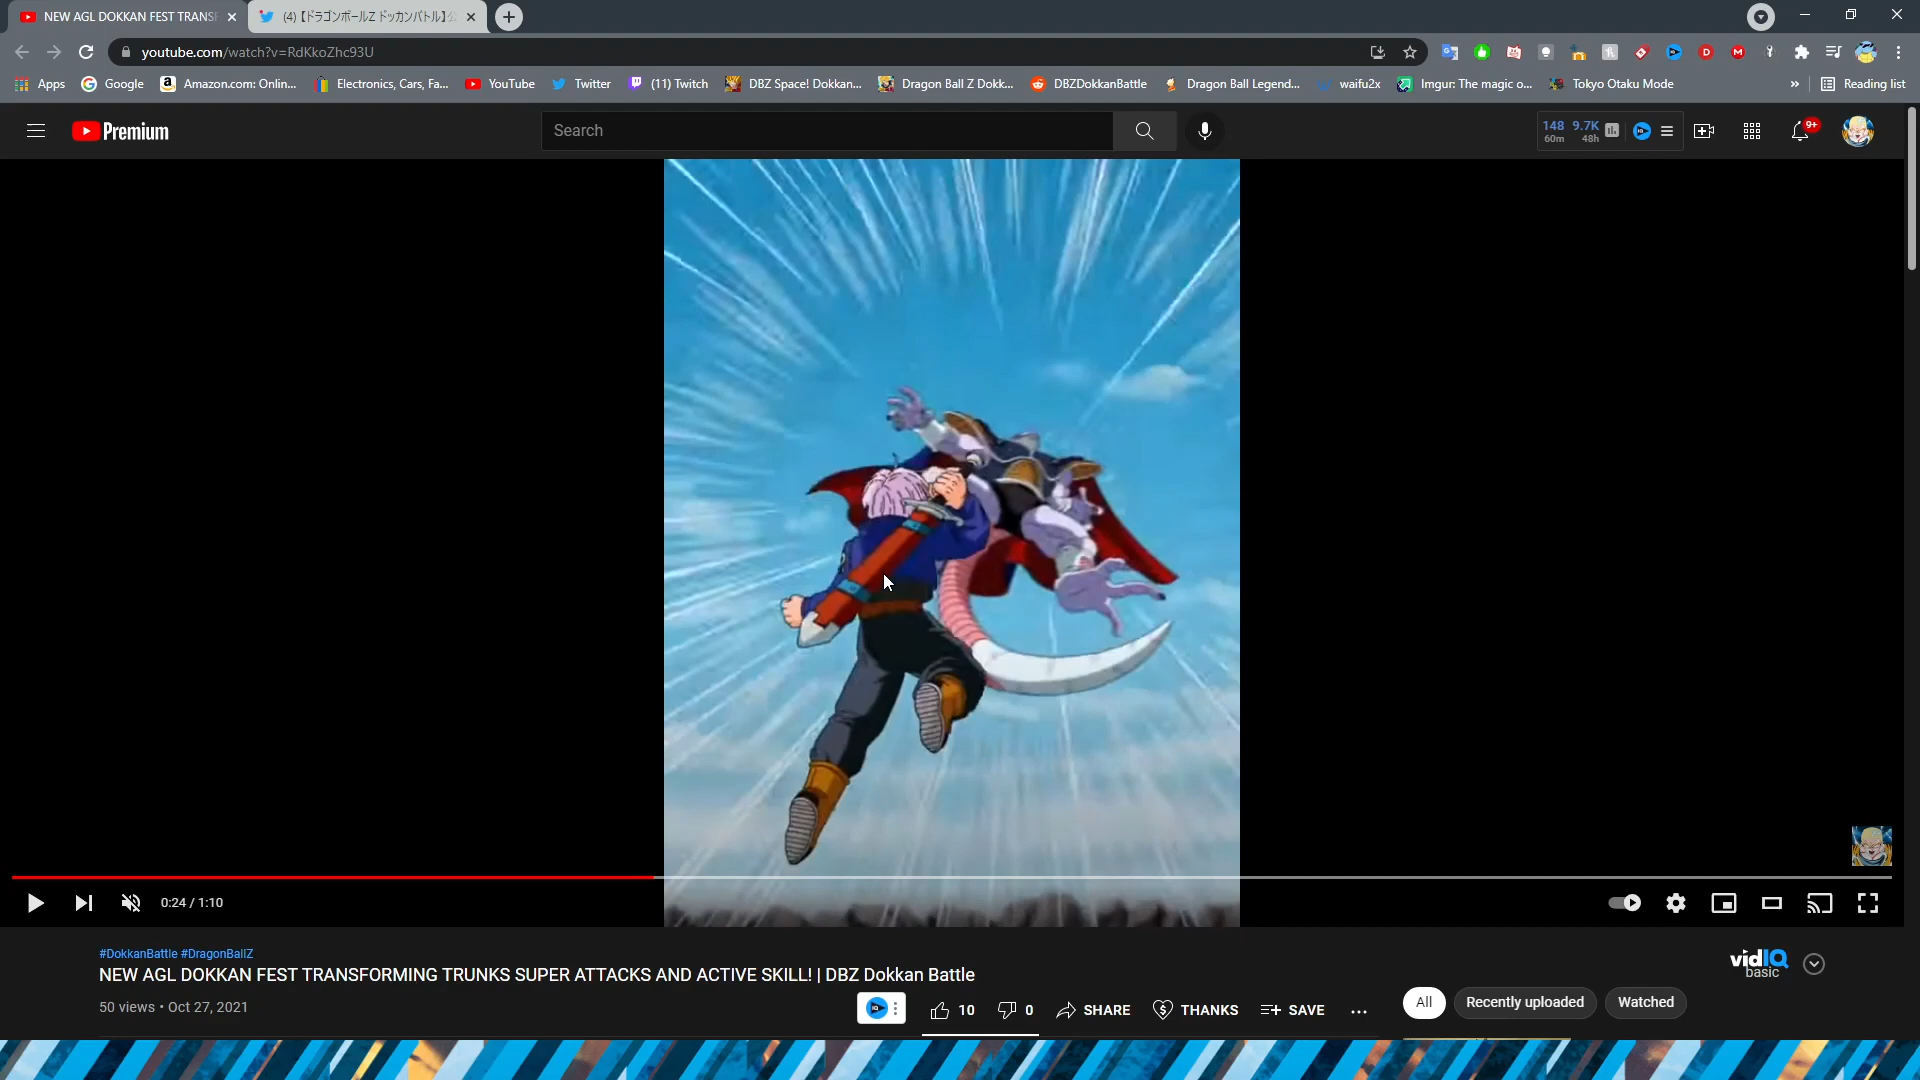 NEW AGL DOKKAN FEST TRANSF
(4)【ドラゴンボールZ ドッカンバトル】公
youtube.com/watch?v=RdKkoZhc93U
Apps
Google
Amazon.com: Onlin...
Electronics, Cars, Fa...
YouTube
Twitter
(11) Twitch
DBZ Space! Dokkan...
Dragon Ball Z Dokk...
DBZDokkanBattle
Dragon Ball Legend...
waifu2x
Imgur: The magic o...
Tokyo Otaku Mode
»
Reading list
Premium
Search
148 9.7K
60m 48h
9+
0:24 / 1:10
#DokkanBattle #DragonBallZ
NEW AGL DOKKAN FEST TRANSFORMING TRUNKS SUPER ATTACKS AND ACTIVE SKILL! | DBZ Dokkan Battle
50 views • Oct 27, 2021
10
0
SHARE
THANKS
SAVE
...
vidIQ
basic
All
Recently uploaded
Watched